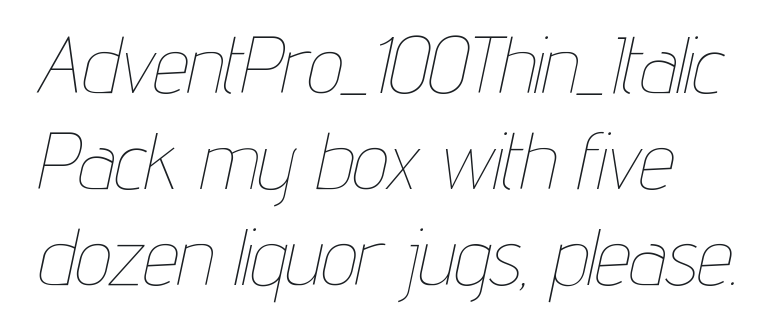 AdventPro_100Thin_Italic
Pack my box with five
dozen liquor jugs, please.